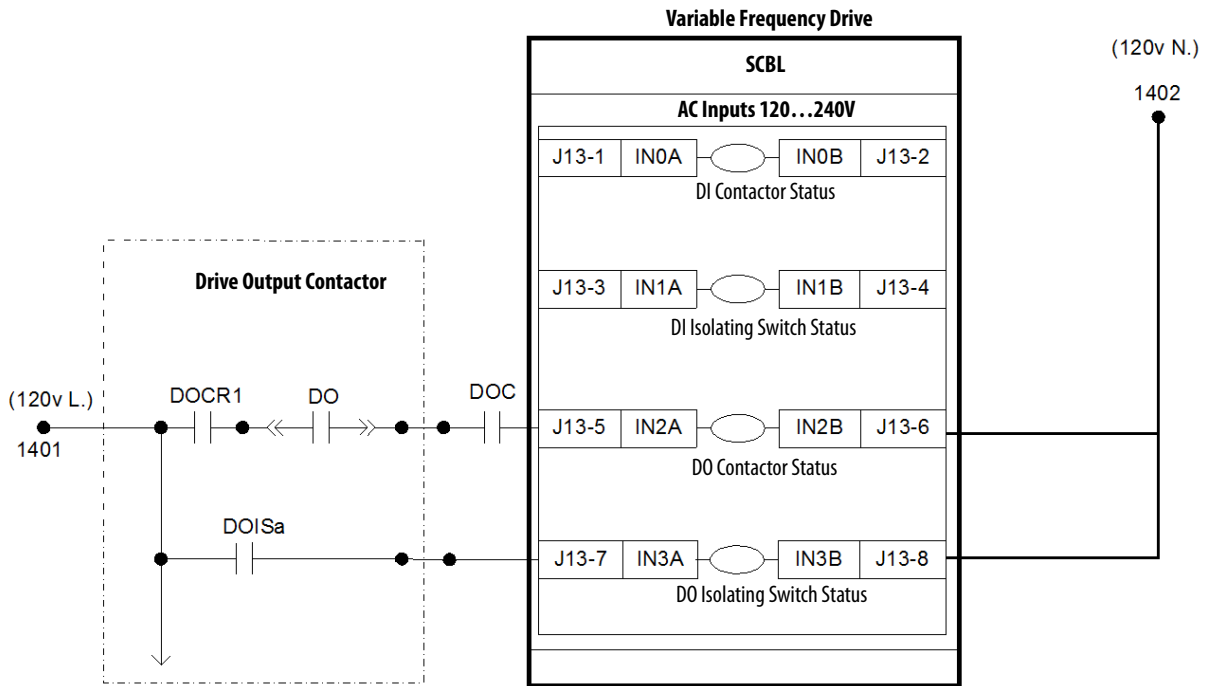 Variable Frequency Drive
SCBL
(120v N.)
1402
AC Inputs 120...240V
J13-1 IN0A IN0B J13-2
DI Contactor Status
Drive Output Contactor
J13-3 IN1A IN1B J13-4
DI Isolating Switch Status
(120v L.)
1401
DOCR1 DO DOC
J13-5 IN2A IN2B J13-6
DO Contactor Status
DOISa
J13-7 IN3A IN3B J13-8
DO Isolating Switch Status